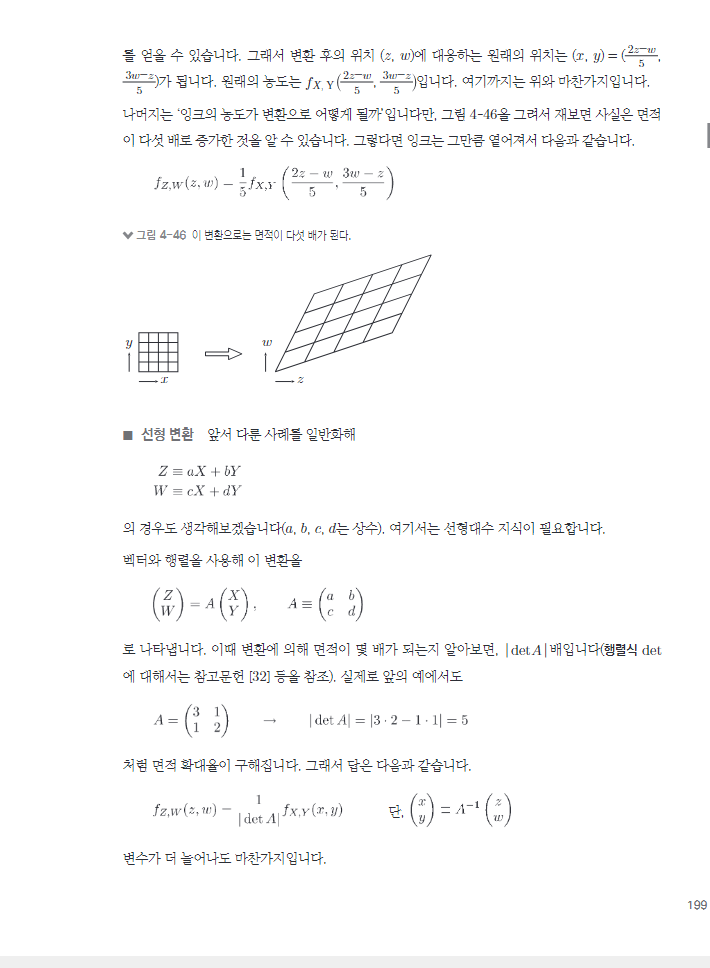 를 얻을 수 있습니다. 그래서 변환 후의 위치 (z, w)에 대응하는 원래의 위치는 (x, y) = (\frac{2z-w}{5},
\frac{3w-z}{5})가 됩니다. 원래의 농도는 f_{X, Y}(\frac{2z-w}{5}, \frac{3w-z}{5})입니다. 여기까지는 위와 마찬가지입니다.
나머지는 ‘잉크의 농도가 변환으로 어떻게 될까’입니다만, 그림 4-46을 그려서 재보면 사실은 면적
이 다섯 배로 증가한 것을 알 수 있습니다. 그렇다면 잉크는 그만큼 옅어져서 다음과 같습니다.
f_{Z,W}(z, w) = \frac{1}{5} f_{X,Y} \left( \frac{2z - w}{5}, \frac{3w - z}{5} \right)
그림 4-46 이 변환으로는 면적이 다섯 배가 된다.
y
x
w
z
■ 선형 변환 앞서 다룬 사례를 일반화해
Z ≡ aX + bY
W ≡ cX + dY
의 경우도 생각해보겠습니다(a, b, c, d는 상수). 여기서는 선형대수 지식이 필요합니다.
벡터와 행렬을 사용해 이 변환을
\begin{pmatrix} Z \\ W \end{pmatrix} = A \begin{pmatrix} X \\ Y \end{pmatrix}, A ≡ \begin{pmatrix} a & b \\ c & d \end{pmatrix}
로 나타냅니다. 이때 변환에 의해 면적이 몇 배가 되는지 알아보면, |det A|배입니다(행렬식 det
에 대해서는 참고문헌 [32] 등을 참조). 실제로 앞의 예에서도
A = \begin{pmatrix} 3 & 1 \\ 1 & 2 \end{pmatrix} → |det A| = |3 · 2 − 1 · 1| = 5
처럼 면적 확대율이 구해집니다. 그래서 답은 다음과 같습니다.
f_{Z,W}(z, w) = \frac{1}{|det A|} f_{X,Y}(x, y) 단, \begin{pmatrix} x \\ y \end{pmatrix} ≡ A^{-1} \begin{pmatrix} z \\ w \end{pmatrix}
변수가 더 늘어나도 마찬가지입니다.
199